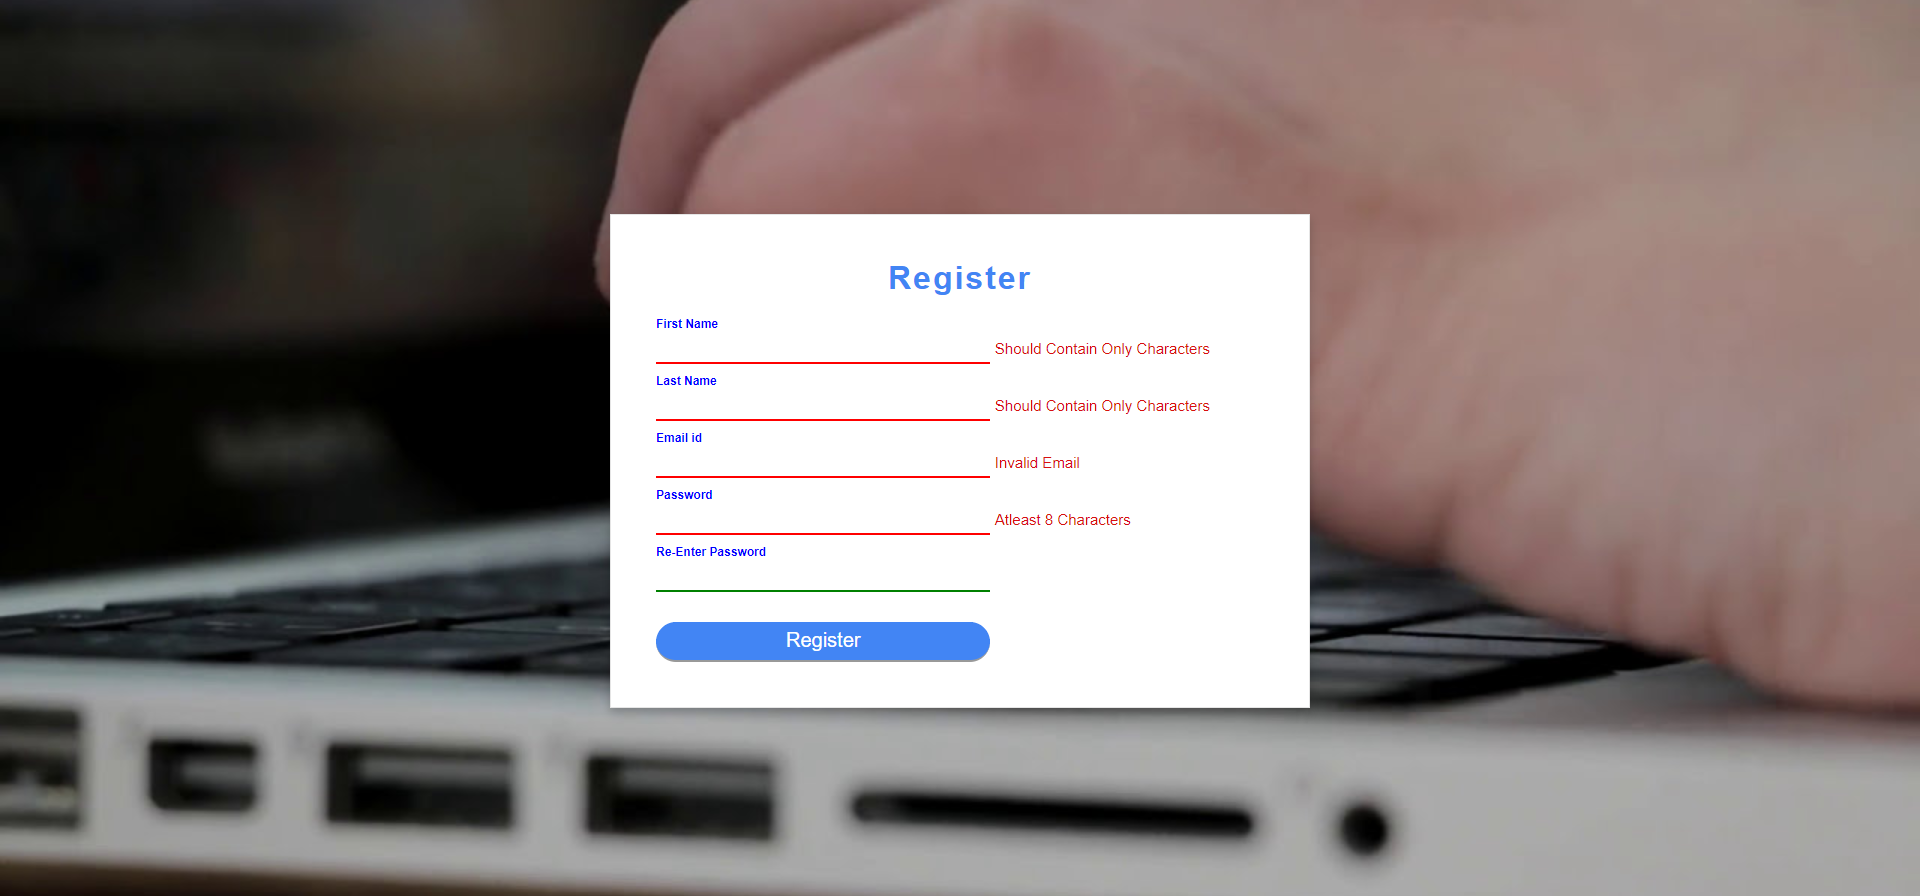 Register
First Name
Should Contain Only Characters
Last Name
Should Contain Only Characters
Email id
Invalid Email
Password
Atleast 8 Characters
Re-Enter Password
Register